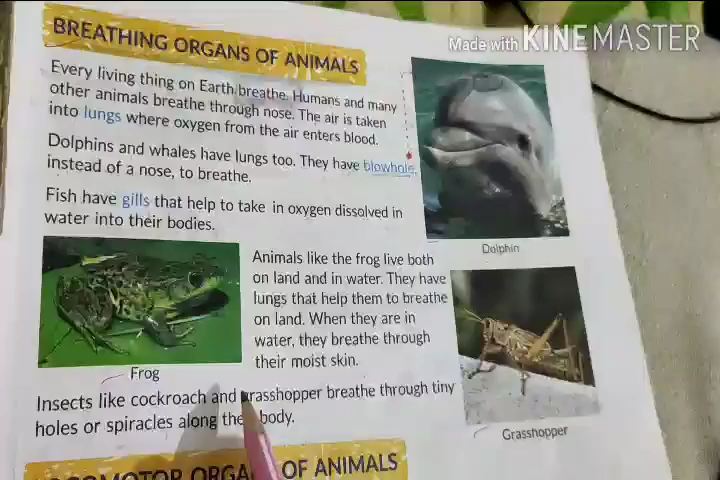 Made with KINEMASTER
BREATHING ORGANS OF ANIMALS
Every living thing on Earth breathe. Humans and many
other animals breathe through nose. The air is taken
into lungs where oxygen from the air enters blood.
Dolphins and whales have lungs too. They have blowhole,
instead of a nose, to breathe.
Fish have gills that help to take in oxygen dissolved in
water into their bodies.
Dolphin
Animals like the frog live both
on land and in water. They have
lungs that help them to breathe
on land. When they are in
water, they breathe through
their moist skin.
Frog
Grasshopper
Insects like cockroach and grasshopper breathe through tiny
holes or spiracles along the body.
OF ANIMALS